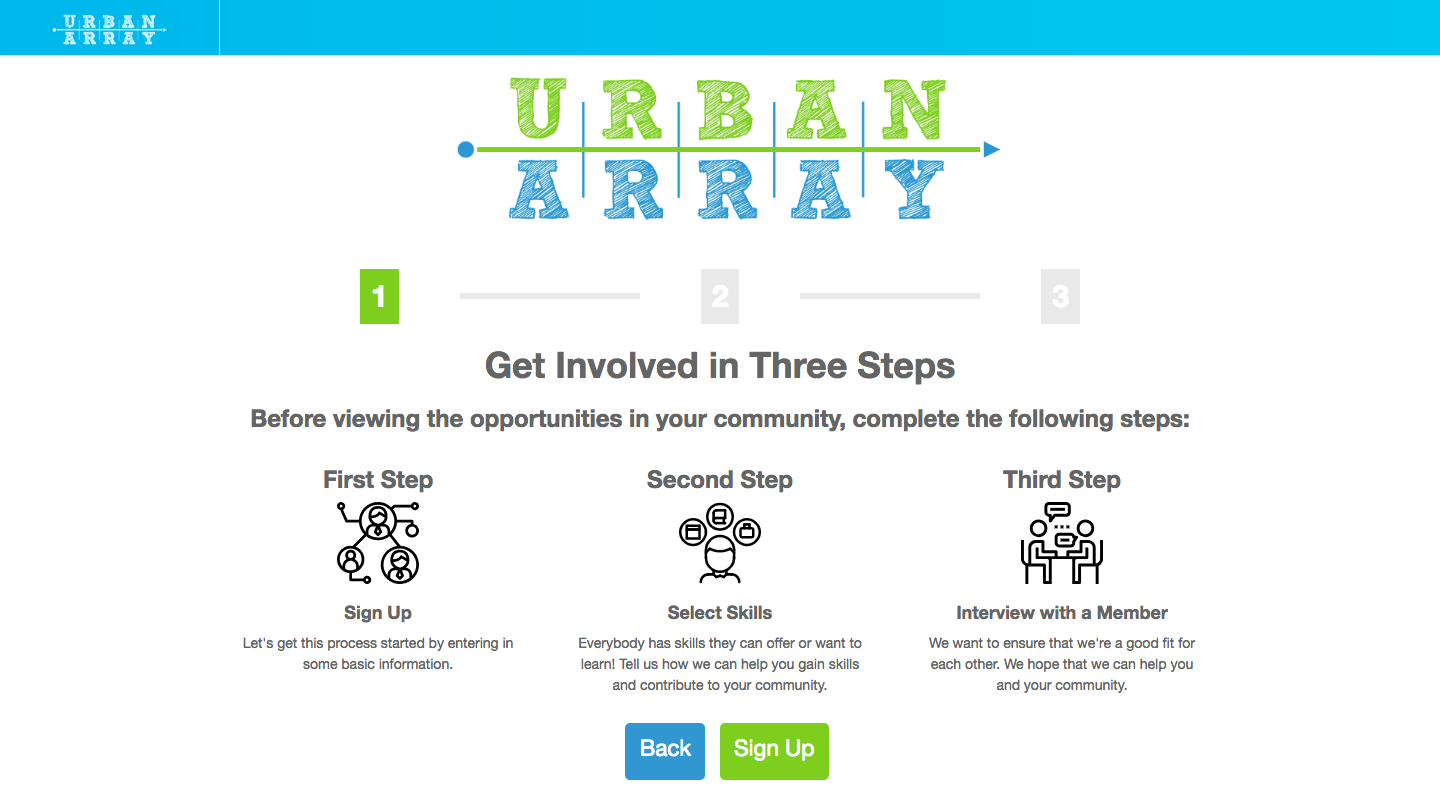 URBAN
ARRAY
URBAN
ARRAY
1 2 3
Get Involved in Three Steps
Before viewing the opportunities in your community, complete the following steps:
First Step
Second Step
Third Step
Sign Up
Let's get this process started by entering in
some basic information.
Select Skills
Everybody has skills they can offer or want to
learn! Tell us how we can help you gain skills
and contribute to your community.
Interview with a Member
We want to ensure that we're a good fit for
each other. We hope that we can help you
and your community.
Back
Sign Up